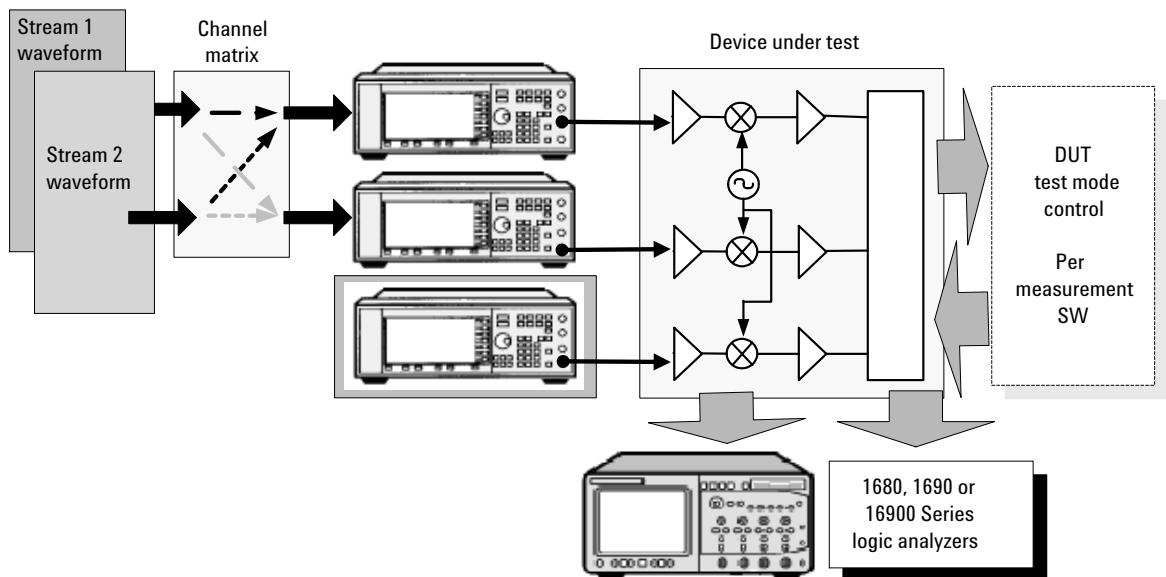 Stream 1
waveform
Stream 2
waveform
Channel
matrix
Device under test
DUT
test mode
control
Per
measurement
SW
1680, 1690 or
16900 Series
logic analyzers